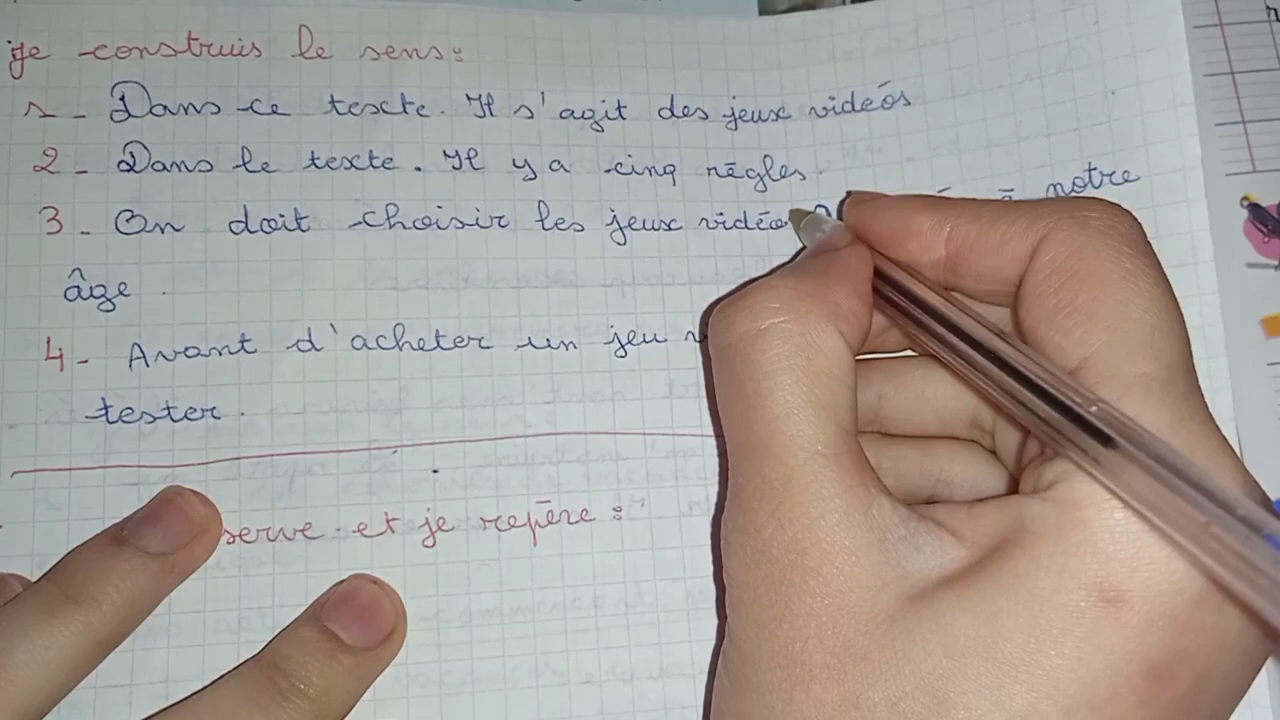 je construis le sens:
1- Dans ce texte. Il s'agit des jeux vidéos
2- Dans le texte. Il y a cinq règles.
3- On doit choisir les jeux vidéo à notre
âge.
4- Avant d'acheter un jeu
tester.
serve et je repère: